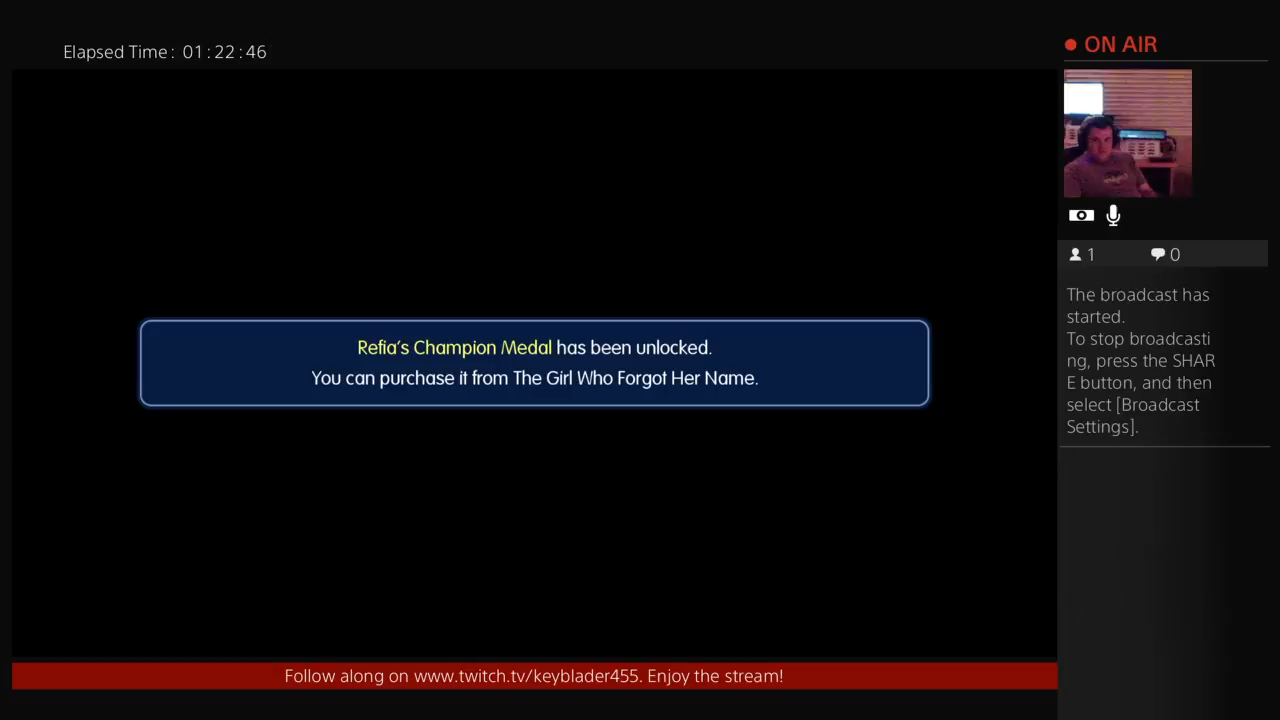 Elapsed Time: 01:22:46
ON AIR
1
0
The broadcast has
started.
To stop broadcasti
ng, press the SHAR
E button, and then
select [Broadcast
Settings].
Refia's Champion Medal has been unlocked.
You can purchase it from The Girl Who Forgot Her Name.
Follow along on www.twitch.tv/keyblader455. Enjoy the stream!